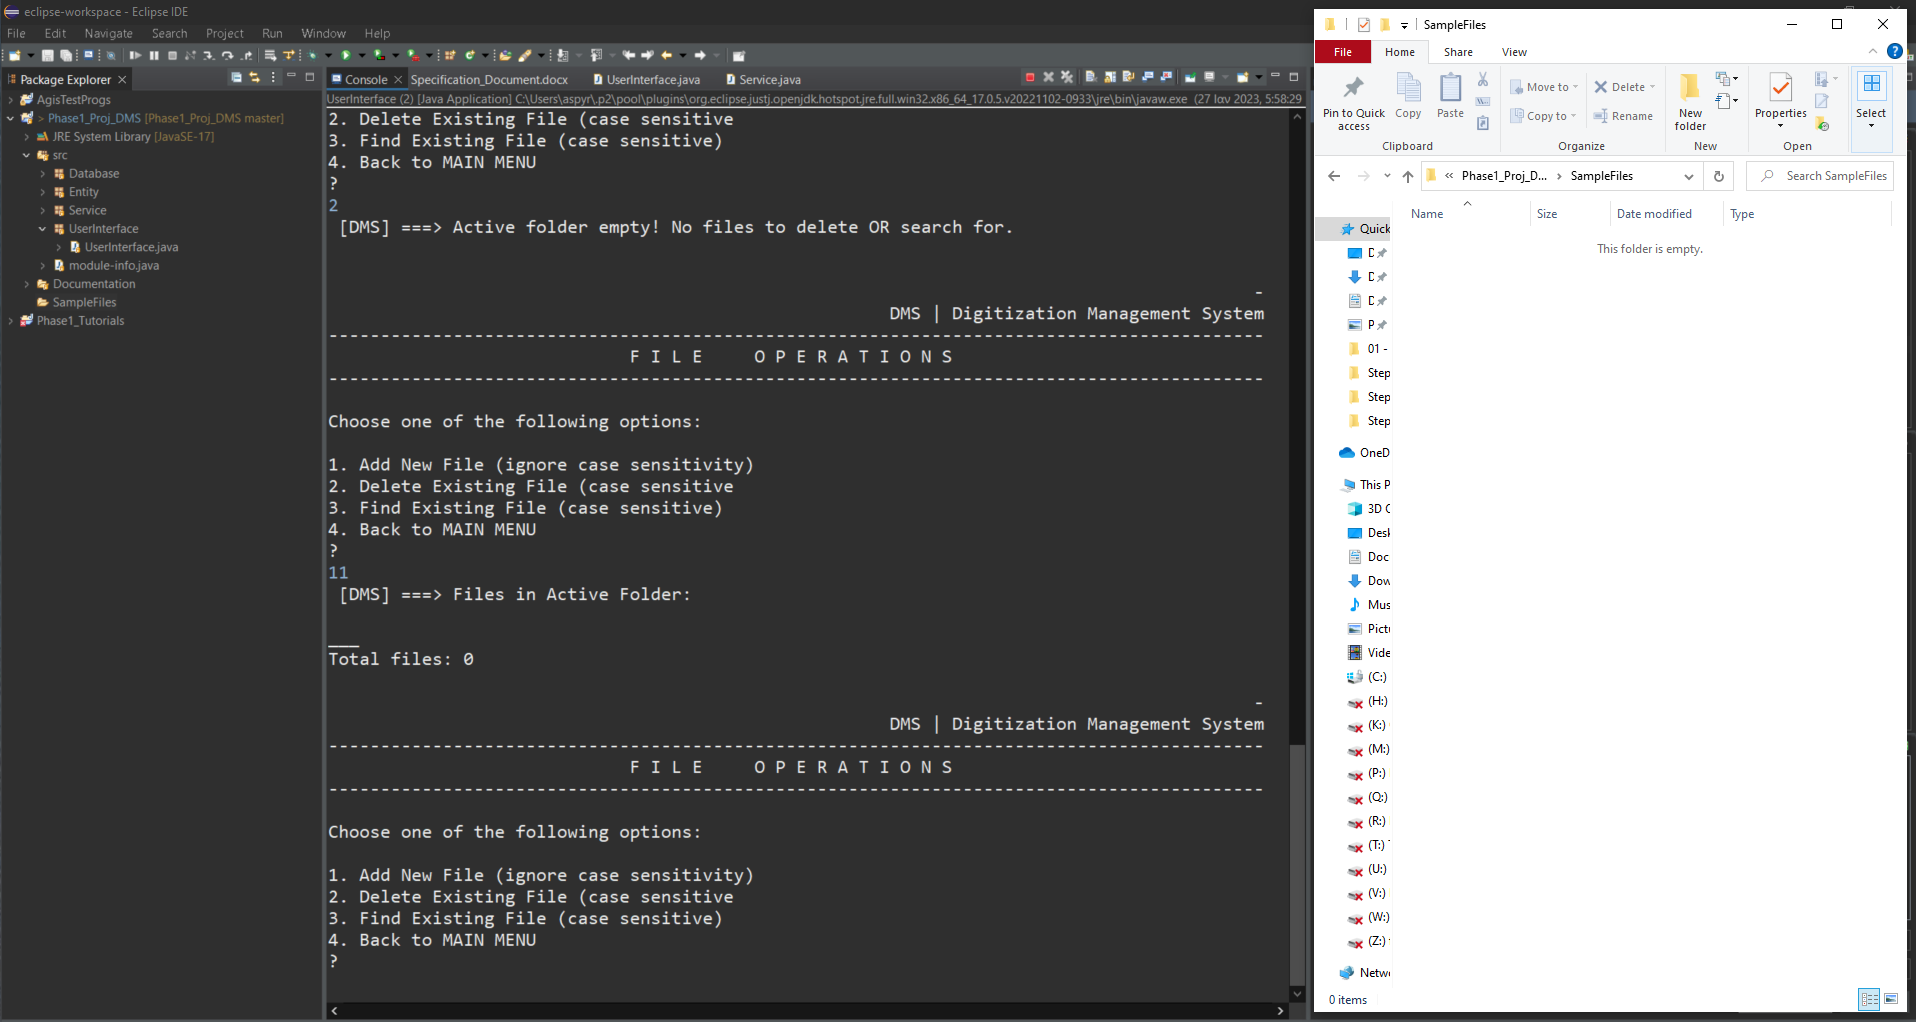 eclipse-workspace - Eclipse IDE
File Edit Navigate Search Project Run Window Help
Package Explorer
AgisTestProgs
> Phase1_Proj_DMS [Phase1_Proj_DMS master]
JRE System Library [JavaSE-17]
src
Database
Entity
Service
UserInterface
UserInterface.java
module-info.java
Documentation
SampleFiles
Phase1_Tutorials
Console Specification_Document.docx UserInterface.java Service.java
UserInterface (2) [Java Application] C:\Users\aspyr\.p2\pool\plugins\org.eclipse.justj.openjdk.hotspot.jre.full.win32.x86_64_17.0.5.v20221102-0933\jre\bin\javaw.exe (27 Ιαν 2023, 5:58:29
2. Delete Existing File (case sensitive
3. Find Existing File (case sensitive)
4. Back to MAIN MENU
?
2
[DMS] ===> Active folder empty! No files to delete OR search for.
-
DMS | Digitization Management System
------------------------------------------------------------------------------------------
F I L E     O P E R A T I O N S
------------------------------------------------------------------------------------------
Choose one of the following options:
1. Add New File (ignore case sensitivity)
2. Delete Existing File (case sensitive
3. Find Existing File (case sensitive)
4. Back to MAIN MENU
?
11
[DMS] ===> Files in Active Folder:
___
Total files: 0
-
DMS | Digitization Management System
------------------------------------------------------------------------------------------
F I L E     O P E R A T I O N S
------------------------------------------------------------------------------------------
Choose one of the following options:
1. Add New File (ignore case sensitivity)
2. Delete Existing File (case sensitive
3. Find Existing File (case sensitive)
4. Back to MAIN MENU
?
SampleFiles
File Home Share View
Pin to Quick access
Copy
Paste
Clipboard
Move to
Copy to
Delete
Rename
Organize
New folder
New
Properties
Open
Select
« Phase1_Proj_D... > SampleFiles
Search SampleFiles
Name Size Date modified Type
This folder is empty.
Quick
D
D
D
P
01 -
Step
Step
Step
OneD
This P
3D O
Desk
Doc
Dow
Mus
Pictu
Vide
(C:)
(H:)
(K:)
(M:)
(P:)
(Q:)
(R:)
(T:)
(U:)
(V:)
(W:)
(Z:)
Netwo
0 items